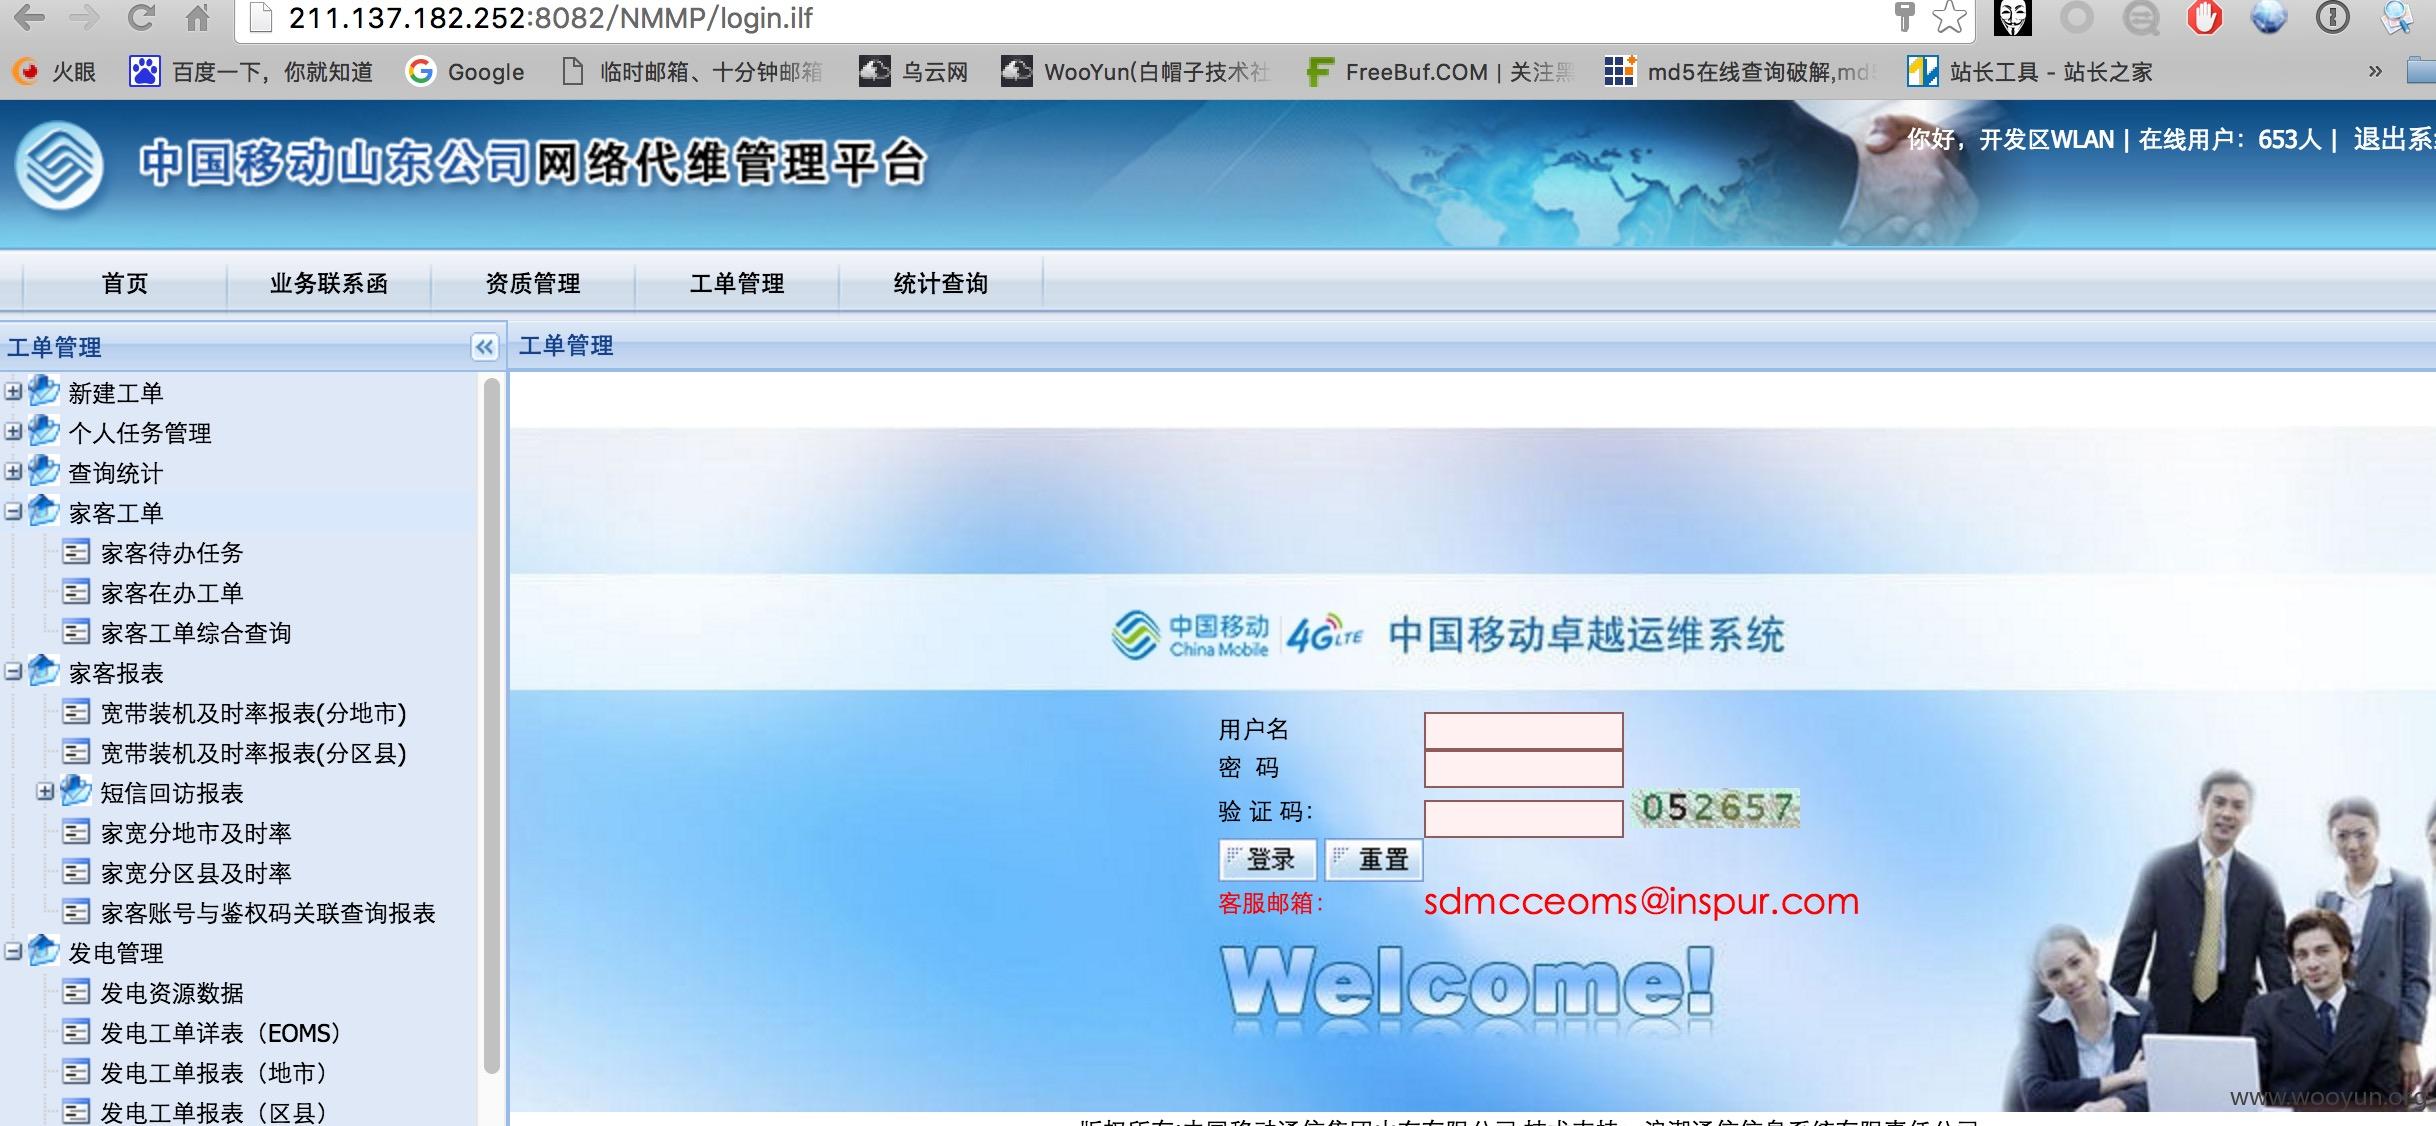 211.137.182.252:8082/NMMP/login.ilf
火眼 百度一下，你就知道 Google 临时邮箱、十分钟邮箱 乌云网 WooYun(白帽子技术社 FreeBuf.COM | 关注黑 md5在线查询破解,md5 站长工具 - 站长之家 »
中国移动山东公司网络代维管理平台
你好，开发区WLAN | 在线用户：653人 | 退出系
首页 业务联系函 资质管理 工单管理 统计查询
工单管理
工单管理
新建工单
个人任务管理
查询统计
家客工单
家客待办任务
家客在办工单
家客工单综合查询
家客报表
宽带装机及时率报表(分地市)
宽带装机及时率报表(分区县)
短信回访报表
家宽分地市及时率
家宽分区县及时率
家客账号与鉴权码关联查询报表
发电管理
发电资源数据
发电工单详表（EOMS）
发电工单报表（地市）
发电工单报表（区县）
中国移动 China Mobile 4G LTE 中国移动卓越运维系统
用户名
密 码
验 证 码： 052657
登录 重置
客服邮箱： sdmcceoms@inspur.com
Welcome!
www.wooyun.org